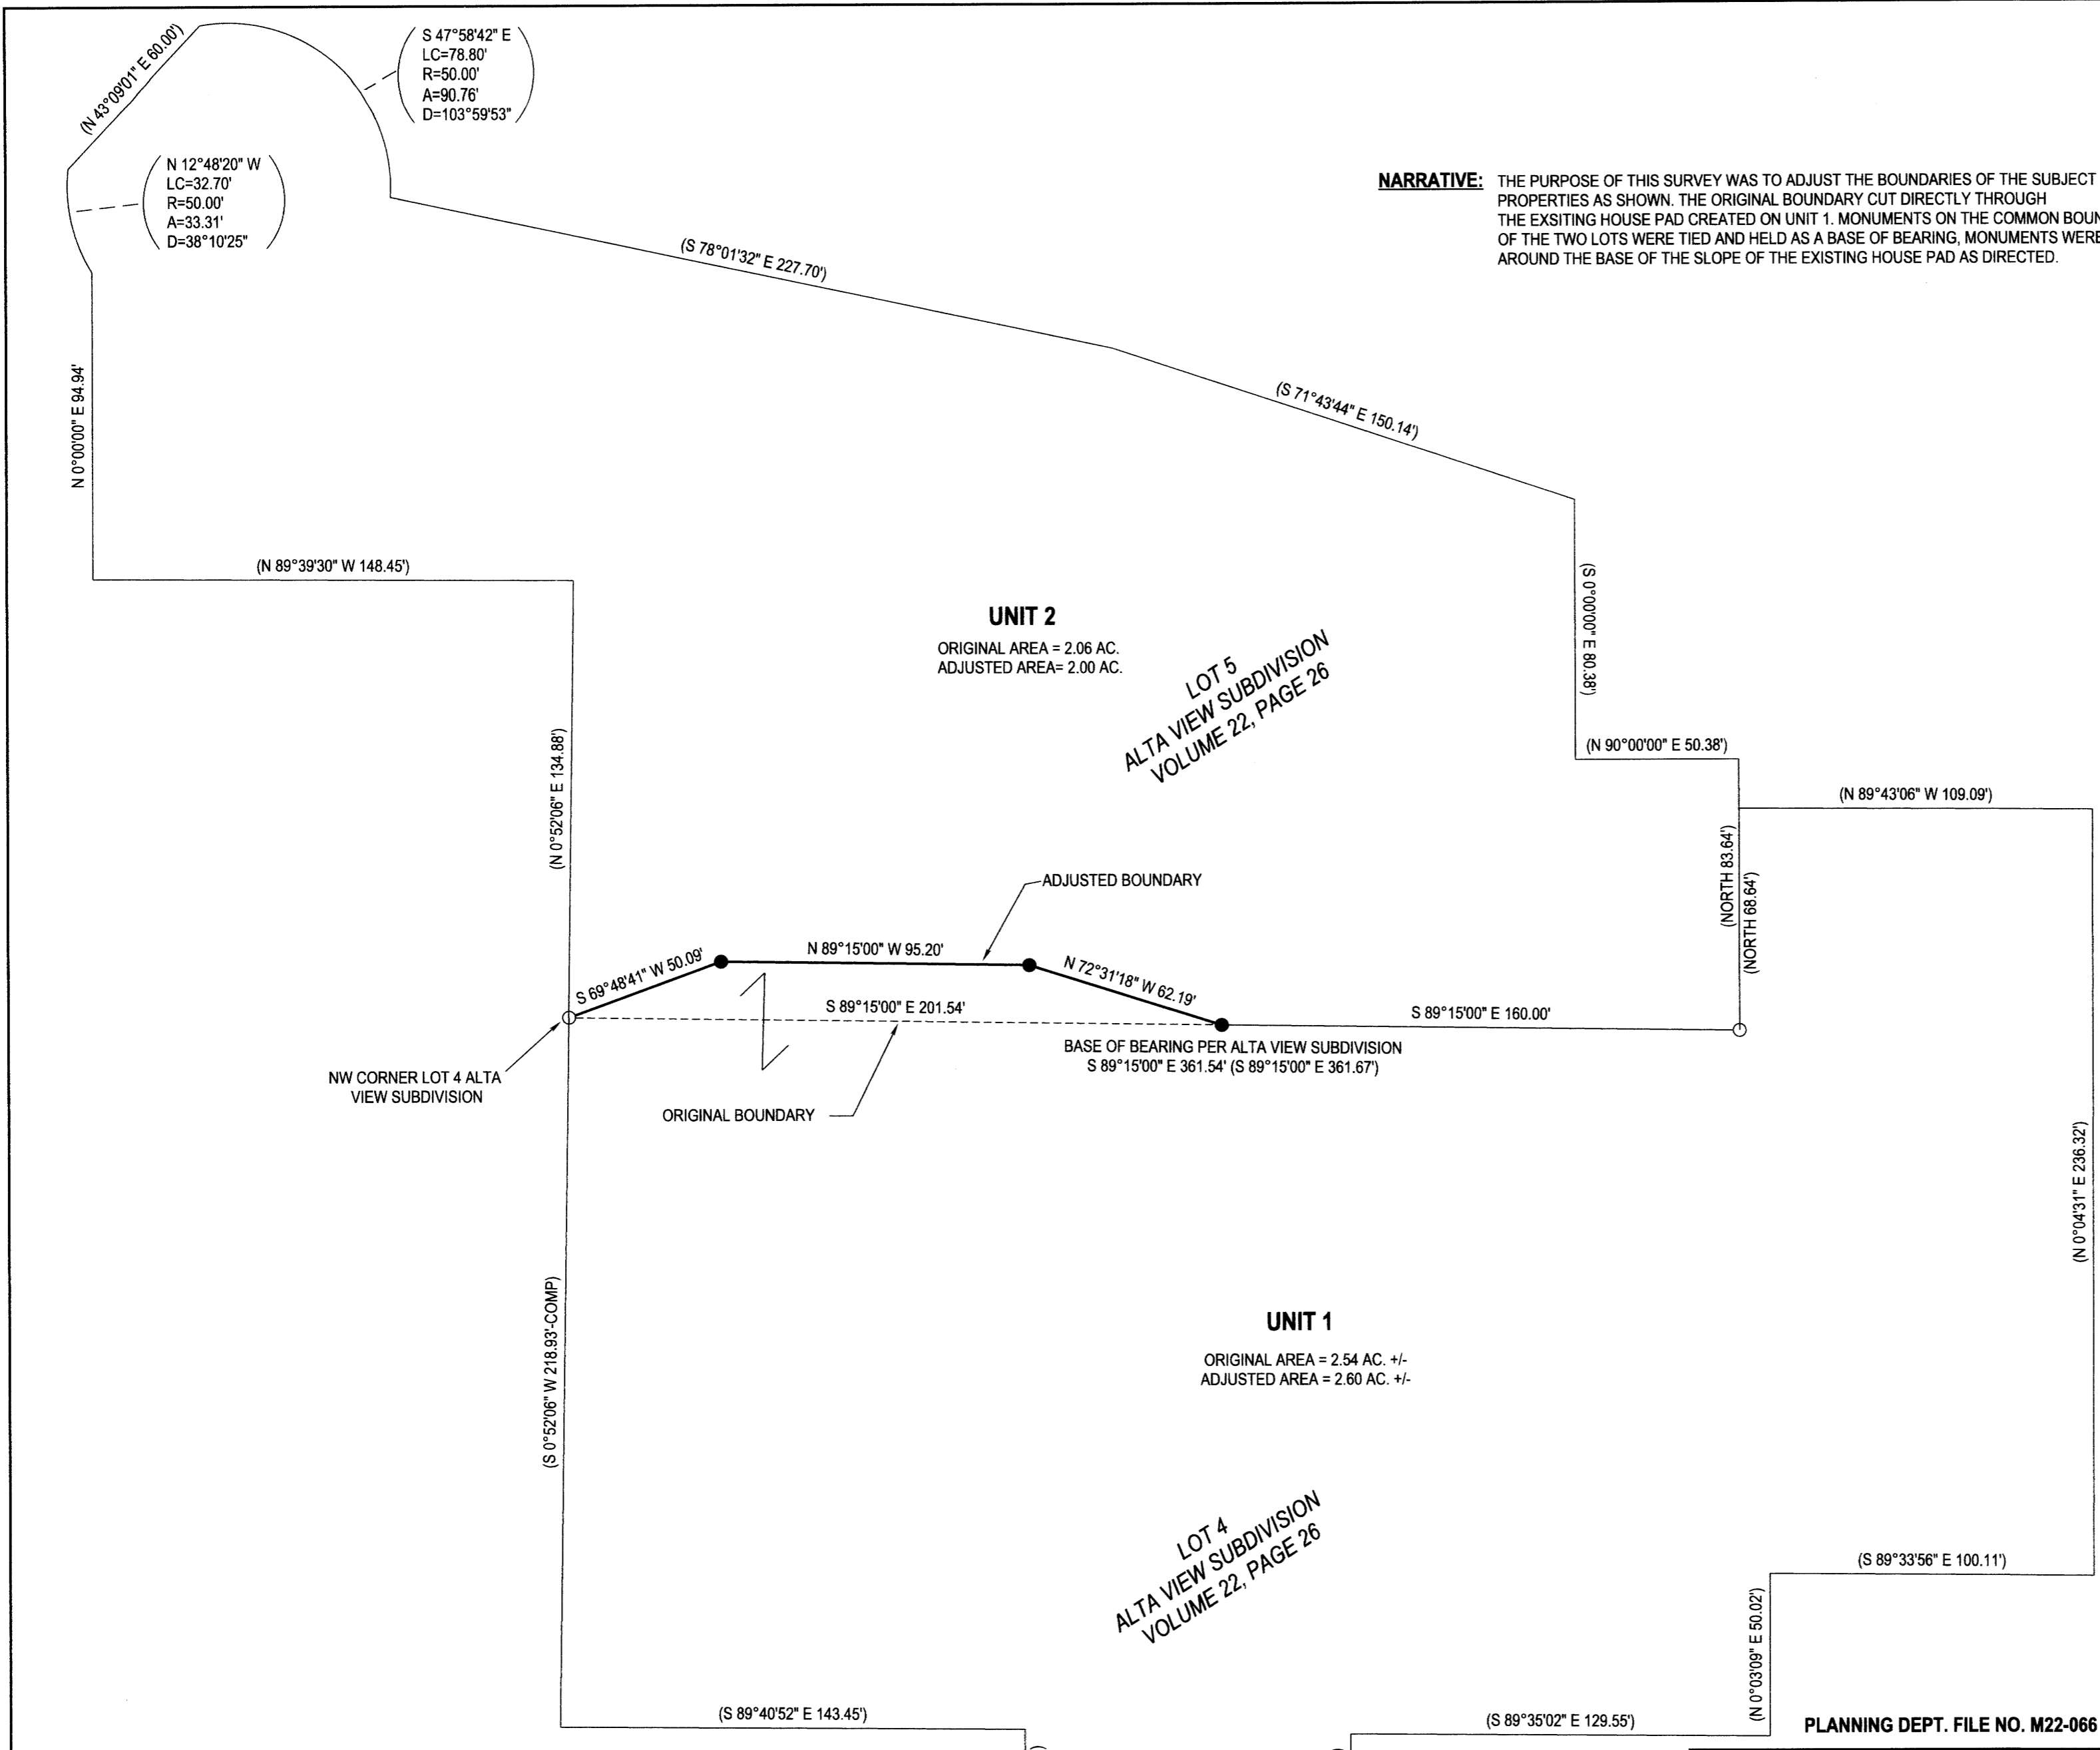 (N 43°09'01" E 60.00')
S 47°58'42" E
LC=78.80'
R=50.00'
A=90.76'
D=103°59'53"
N 12°48'20" W
LC=32.70'
R=50.00'
A=33.31'
D=38°10'25"
NARRATIVE: THE PURPOSE OF THIS SURVEY WAS TO ADJUST THE BOUNDARIES OF THE SUBJECT
PROPERTIES AS SHOWN. THE ORIGINAL BOUNDARY CUT DIRECTLY THROUGH
THE EXSITING HOUSE PAD CREATED ON UNIT 1. MONUMENTS ON THE COMMON BOUN
OF THE TWO LOTS WERE TIED AND HELD AS A BASE OF BEARING, MONUMENTS WERE
AROUND THE BASE OF THE SLOPE OF THE EXISTING HOUSE PAD AS DIRECTED.
(S 78°01'32" E 227.70')
N 0°00'00" E 94.94'
(S 71°43'44" E 150.14')
(N 89°39'30" W 148.45')
(S 0°00'00" E 80.38')
UNIT 2
ORIGINAL AREA = 2.06 AC.
ADJUSTED AREA= 2.00 AC.
LOT 5
ALTA VIEW SUBDIVISION
VOLUME 22, PAGE 26
(N 90°00'00" E 50.38')
(N 0°52'06" E 134.88')
(N 89°43'06" W 109.09')
(NORTH 83.64')
(NORTH 68.64')
ADJUSTED BOUNDARY
S 69°48'41" W 50.09'
N 89°15'00" W 95.20'
N 72°31'18" W 62.19'
S 89°15'00" E 201.54'
S 89°15'00" E 160.00'
BASE OF BEARING PER ALTA VIEW SUBDIVISION
S 89°15'00" E 361.54' (S 89°15'00" E 361.67')
NW CORNER LOT 4 ALTA
VIEW SUBDIVISION
ORIGINAL BOUNDARY
(N 0°04'31" E 236.32')
(S 0°52'06" W 218.93'-COMP)
UNIT 1
ORIGINAL AREA = 2.54 AC. +/-
ADJUSTED AREA = 2.60 AC. +/-
LOT 4
ALTA VIEW SUBDIVISION
VOLUME 22, PAGE 26
(S 89°33'56" E 100.11')
(N 0°03'09" E 50.02')
(S 89°40'52" E 143.45')
(S 89°35'02" E 129.55')
PLANNING DEPT. FILE NO. M22-066